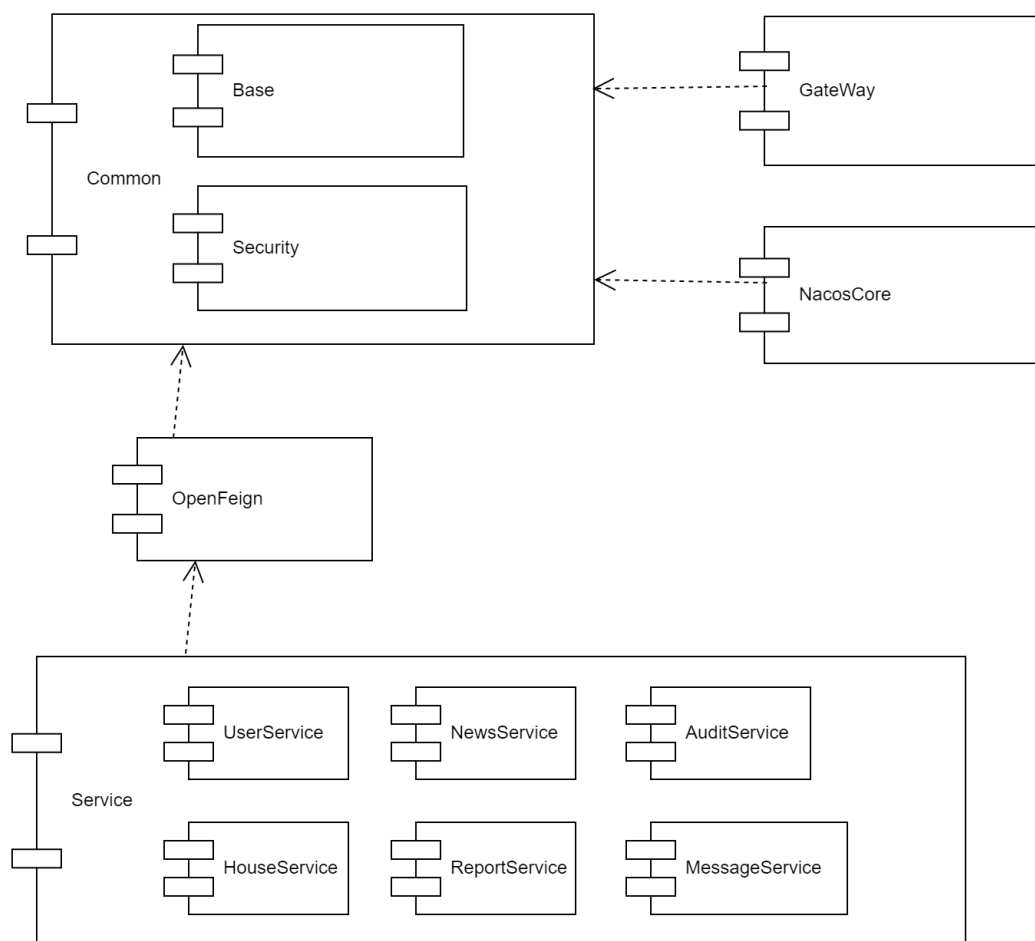 Base
GateWay
Common
Security
NacosCore
OpenFeign
UserService
NewsService
AuditService
Service
HouseService
ReportService
MessageService